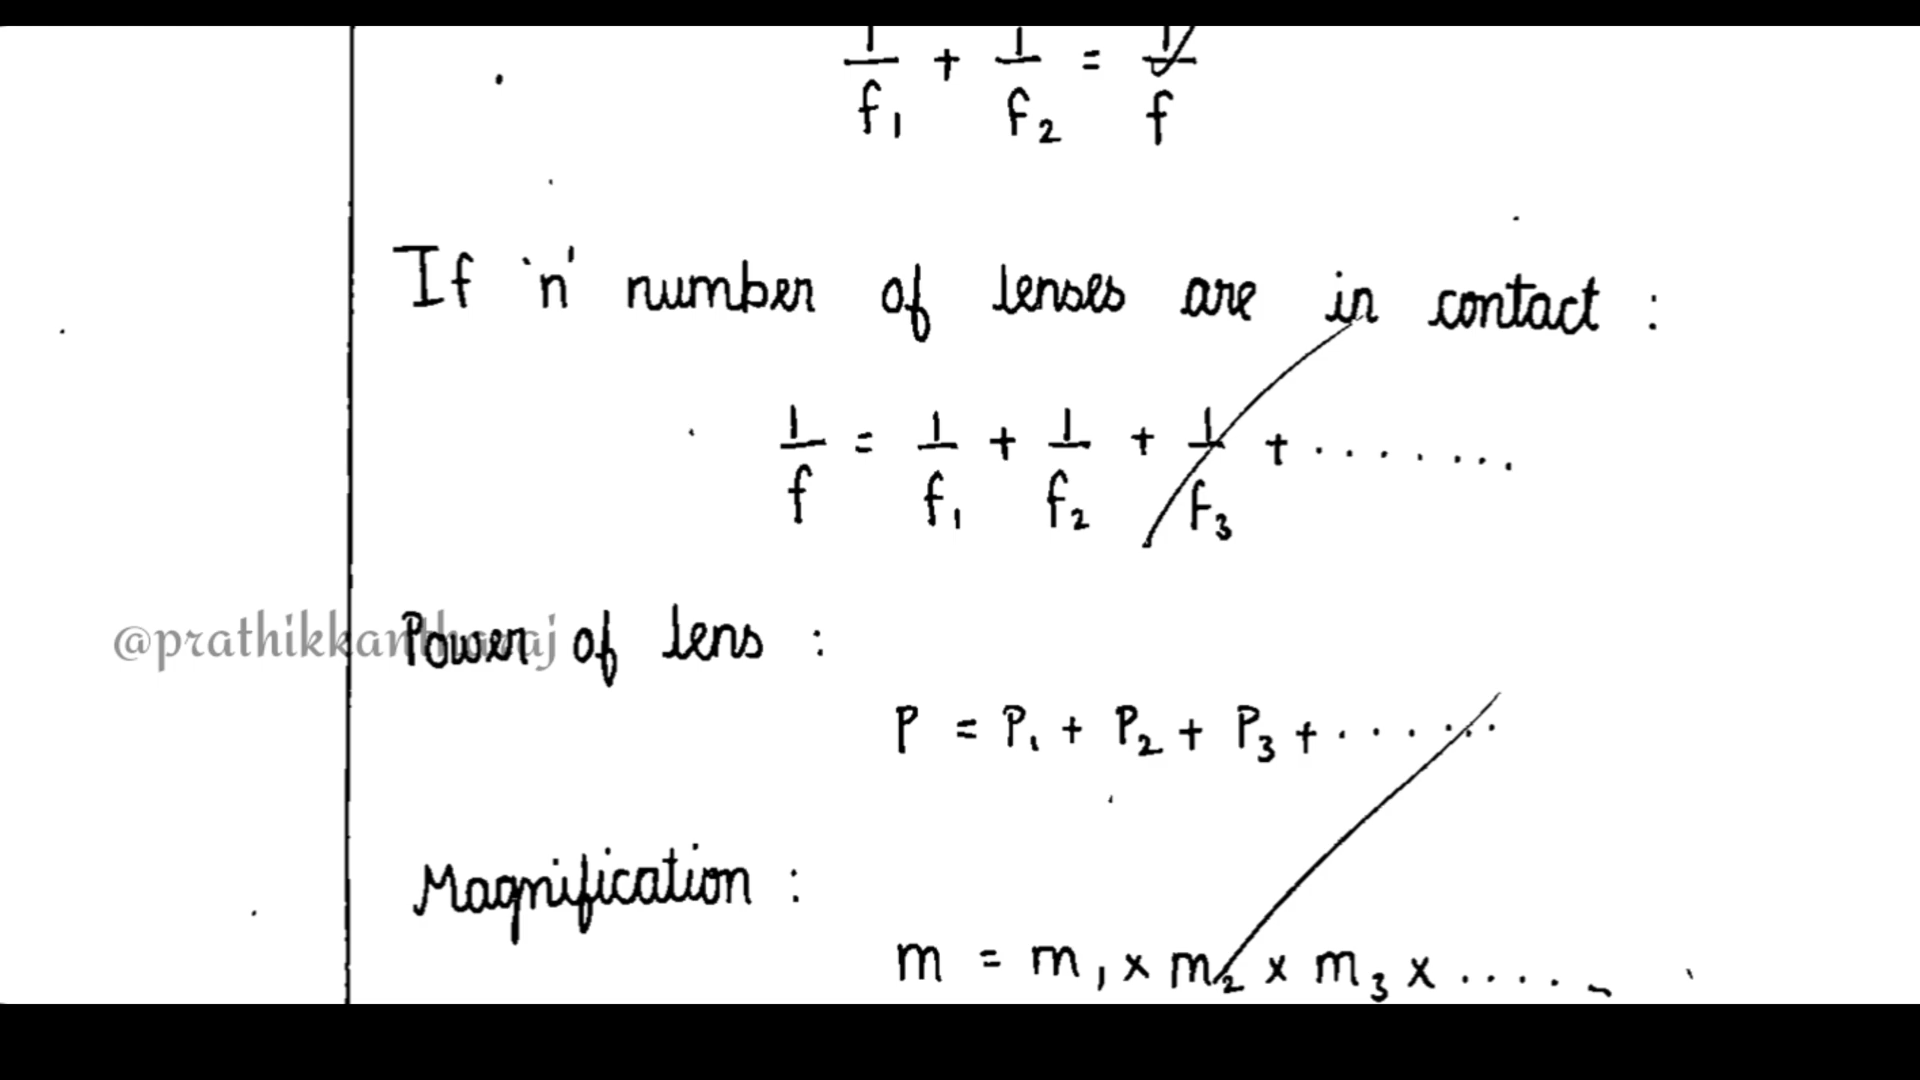 1/f₁ + 1/f₂ = 1/f
If 'n' number of lenses are in contact :
1/f = 1/f₁ + 1/f₂ + 1/f₃ + ........
@prathikkantharaj
Power of lens :
P = P₁ + P₂ + P₃ + .......
Magnification :
m = m₁ x m₂ x m₃ x .....